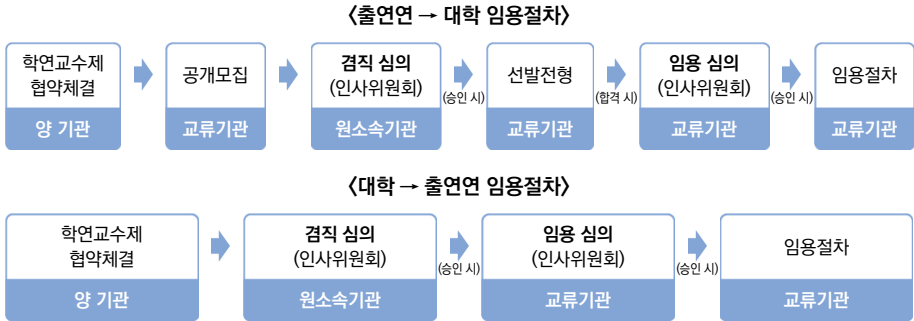 〈출연연 → 대학 임용절차〉
학연교수제
협약체결
양 기관
공개모집
교류기관
겸직 심의
(인사위원회)
원소속기관
(승인 시)
선발전형
교류기관
(합격 시)
임용 심의
(인사위원회)
교류기관
(승인 시)
임용절차
교류기관
〈대학 → 출연연 임용절차〉
학연교수제
협약체결
양 기관
겸직 심의
(인사위원회)
원소속기관
(승인 시)
임용 심의
(인사위원회)
교류기관
(승인 시)
임용절차
교류기관